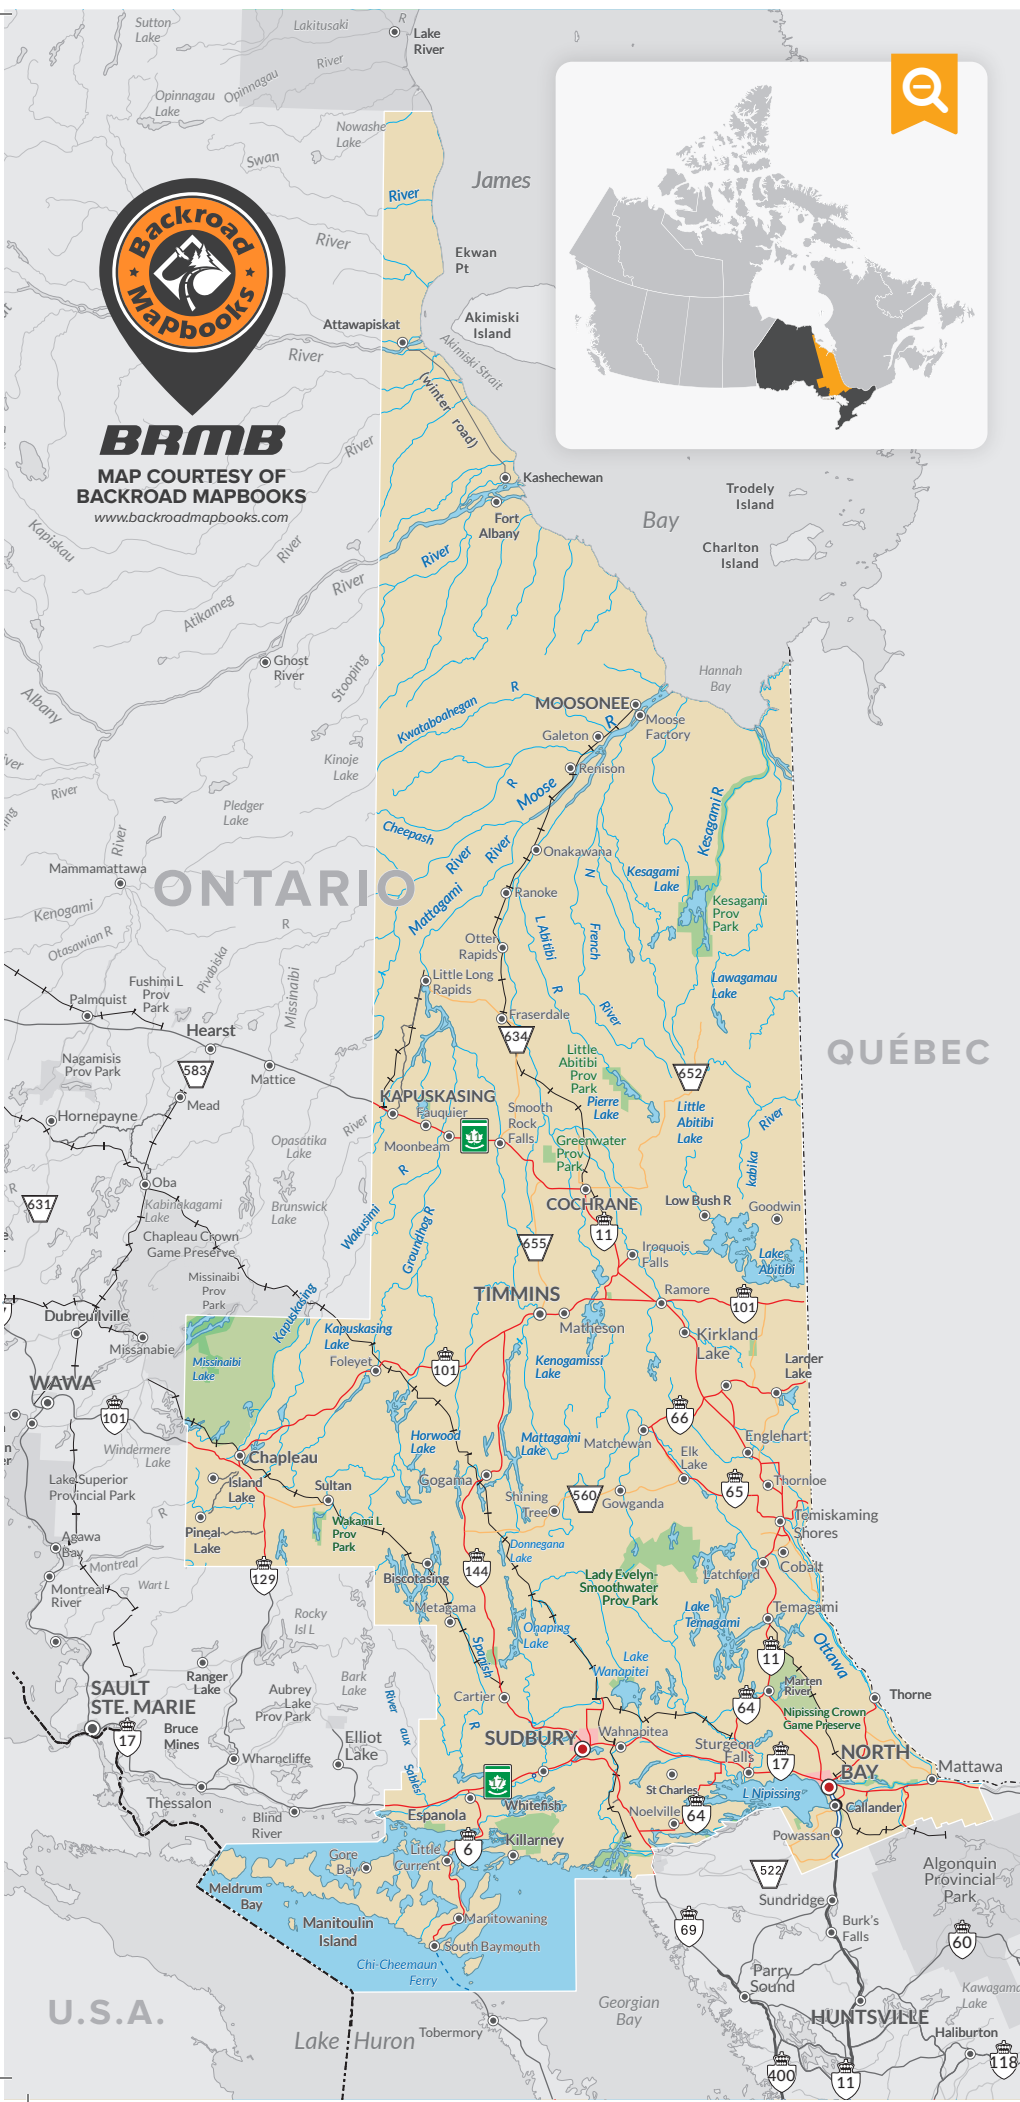 Sutton
Lake
Lakitusaki
R
Lake
River
River
Opinnagau
Opinnagau
Lake
Nowashe
Lake
Swan
River
James
River
Ekwan
Pt
Backroad
Mapbooks
Attawapiskat
Akimiski
Island
River
Akimiski Strait
(winter road)
BRMB
MAP COURTESY OF
BACKROAD MAPBOOKS
www.backroadmapbooks.com
River
Kashechewan
Trodely
Island
Fort
Albany
Bay
Kapiskau
River
River
Charlton
Island
River
Atikameg
Ghost
River
Stooping
Albany
Hannah
Bay
R
MOOSONEE
Kwataboahegan
R
Moose
Factory
Galeton
Kinoje
Lake
Renison
River
R
Moose
Kesagami R
Pledger
Lake
Cheepash
River
River
River
Onakawana
Mammamattawa
ONTARIO
Kesagami
Lake
N
Ranoke
Kesagami
Prov
Park
Mattagami
Kenogami
R
L Abitibi
French
Otasawian R
Otter
Rapids
Pivabiska
Missinaibi
Little Long
Rapids
Lawagamau
Lake
Fushimi L
Prov
Park
R
Palmquist
Fraserdale
River
Hearst
634
QUÉBEC
Nagamisis
Prov Park
583
Mattice
Little
Abitibi
Prov
Park
652
Mead
KAPUSKASING
Pierre
Lake
Hornepayne
Fauquier
Smooth
Rock
Falls
Little
Abitibi
Lake
River
River
Opasatika
Lake
Moonbeam
Greenwater
Prov
Park
R
R
Oba
kabika
631
Kabinakagami
Lake
Brunswick
Lake
COCHRANE
Low Bush R
Goodwin
Wakusimi
Groundhog R
11
Chapleau Crown
Game Preserve
655
Iroquois
Falls
Lake
Abitibi
Missinaibi
Prov
Park
Kapuskasing
TIMMINS
Ramore
101
Dubreuilville
Kapuskasing
Lake
Matheson
Kirkland
Lake
Missanabie
Missinaibi
Lake
Foleyet
101
Kenogamissi
Lake
Larder
Lake
WAWA
101
66
Horwood
Lake
Mattagami
Lake
Matchewan
Englehart
Windermere
Lake
Chapleau
Elk
Lake
Lake Superior
Provincial Park
Island
Lake
Sultan
Gogama
Shining
Tree
560
Gowganda
65
Thornloe
R
Pineal
Lake
Wakami L
Prov
Park
Temiskaming
Shores
Agawa
Bay
Donnegana
Lake
Montreal
Cobalt
129
Biscotasing
144
Lady Evelyn-
Smoothwater
Prov Park
Latchford
Montreal
River
Wart L
Rocky
Isl L
Metagama
Lake
Temagami
Temagami
Onaping
Lake
Ottawa
Spanish
11
Ranger
Lake
Bark
Lake
Lake
Wanapitei
SAULT
STE. MARIE
Aubrey
Lake
Prov Park
River
Cartier
Marten
River
Thorne
64
Nipissing Crown
Game Preserve
17
Bruce
Mines
R
aux
Elliot
Lake
SUDBURY
Wahnapitea
Sturgeon
Falls
NORTH
BAY
Wharncliffe
17
Mattawa
Sables
St Charles
L Nipissing
Thessalon
Blind
River
Espanola
Whitefish
Noelville
64
Callander
Powassan
Gore
Bay
Little
Current
6
Killarney
Algonquin
Provincial
Park
522
Meldrum
Bay
Sundridge
Manitoulin
Island
Manitowaning
Burk's
Falls
69
60
South Baymouth
Chi-Cheemaun
Ferry
Parry
Sound
Georgian
Bay
U.S.A.
HUNTSVILLE
Lake Huron
Tobermory
Haliburton
118
400
11